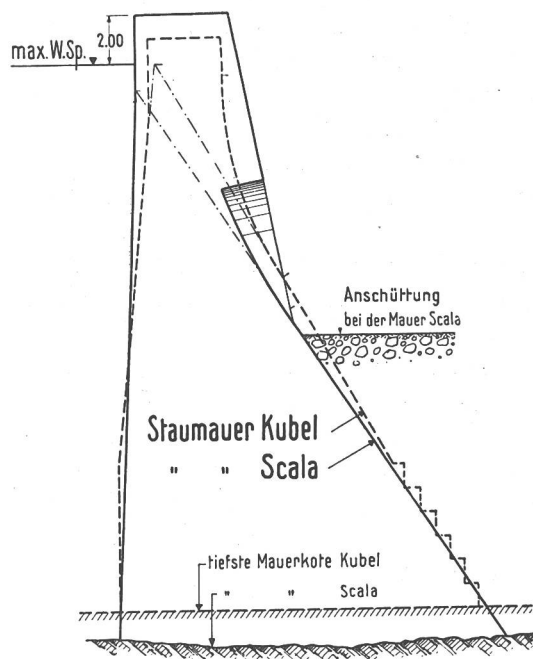 2.00
max.W.Sp.
Anschüttung
bei der Mauer Scala
Staumauer Kubel
" " Scala
tiefste Mauerkote Kubel
" " Scala